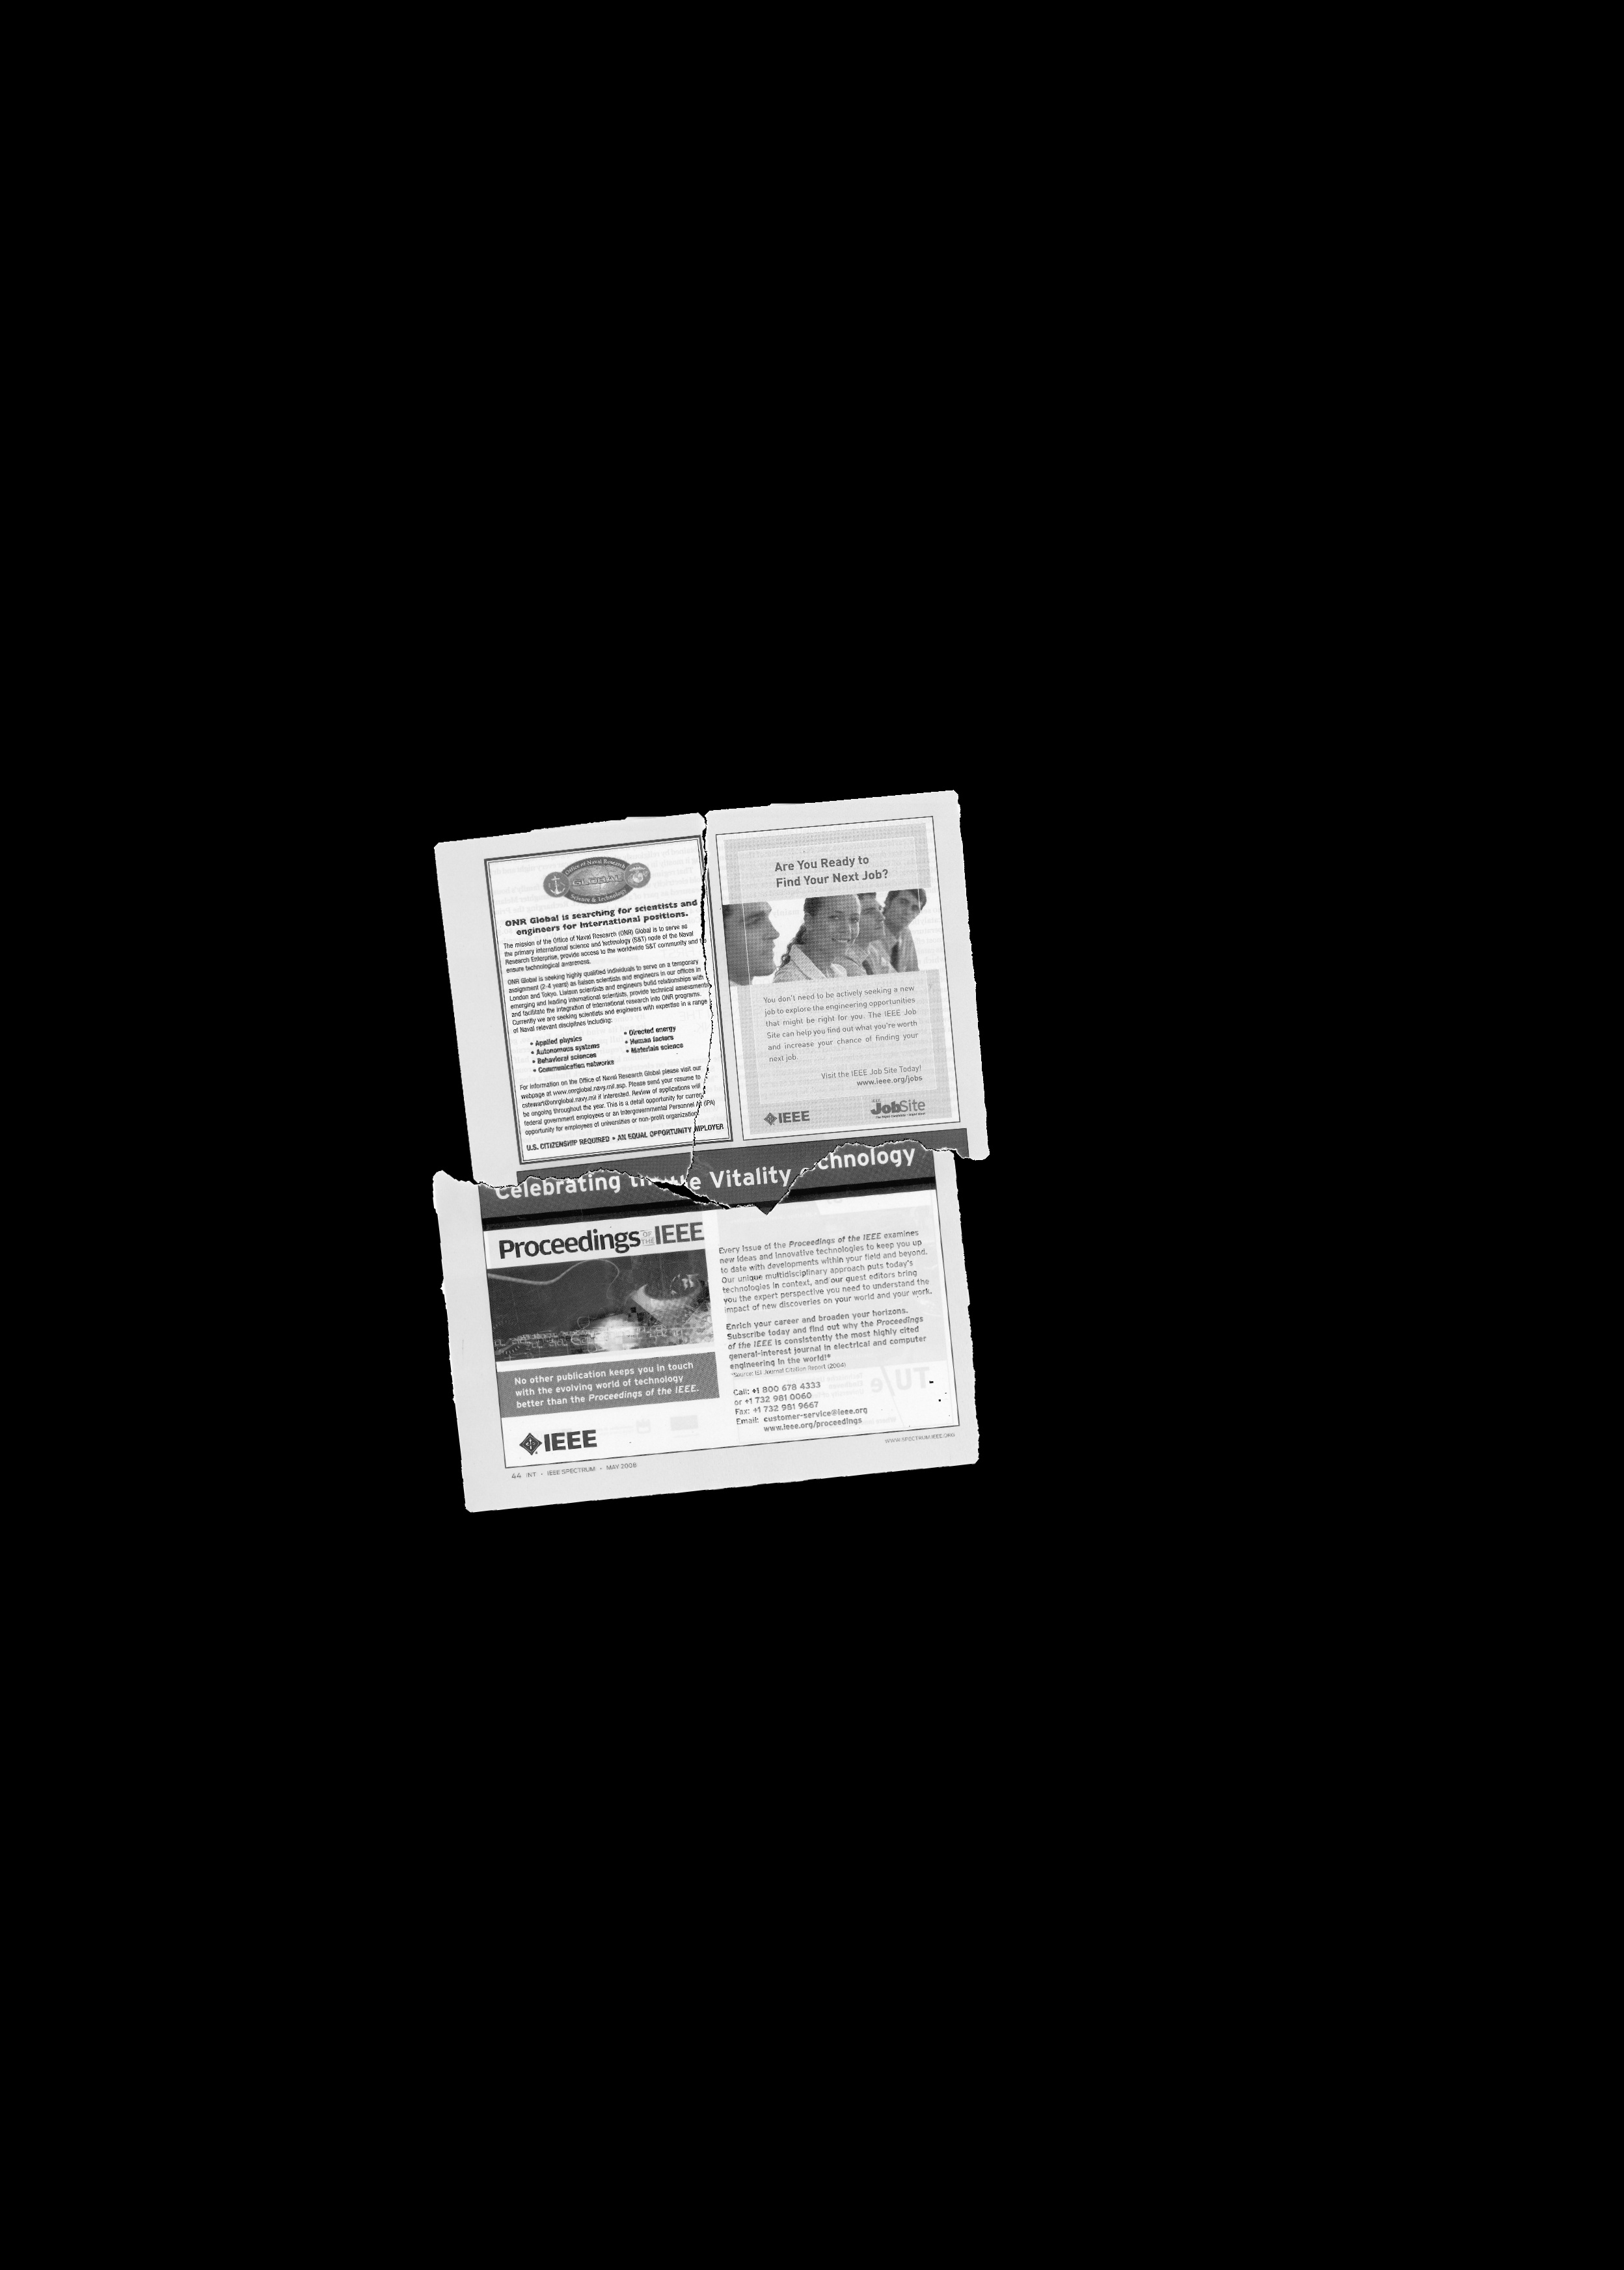 Office of Naval Research
GLOBAL
Science & Technology
ONR Global is searching for scientists and
engineers for International positions.
The mission of the Office of Naval Research (ONR) Global is to serve as
the primary international science and technology (S&T) node of the Naval
Research Enterprise, provide access to the worldwide S&T community and
ensure technological awareness.
ONR Global is seeking highly qualified individuals to serve on a temporary
assignment (2-4 years) as liaison scientists and engineers in our offices in
London and Tokyo. Liaison scientists and engineers build relationships with
emerging and leading international scientists, provide technical assessments
and facilitate the integration of international research into ONR programs.
Currently we are seeking scientists and engineers with expertise in a range
of Naval relevant disciplines including:
• Applied physics
• Autonomous systems
• Behavioral sciences
• Communication networks
• Directed energy
• Human factors
• Materials science
For information on the Office of Naval Research Global please visit our
webpage at www.onrglobal.navy.mil.asp. Please send your resume to
cstewart@onrglobal.navy.mil if interested. Review of applications will
be ongoing throughout the year. This is a detail opportunity for
federal government employees or an Intergovernmental Personnel (IPA)
opportunity for employees of universities or non-profit organization
U.S. CITIZENSHIP REQUIRED • AN EQUAL OPPORTUNITY MPLOYER
Are You Ready to
Find Your Next Job?
You don't need to be actively seeking a new
job to explore the engineering opportunities
that might be right for you. The IEEE Job
Site can help you find out what you're worth
and increase your chance of finding your
next job
Visit the IEEE Job Site Today!
www.ieee.org/jobs
IEEE
IEEE
JobSite
Celebrating the Vitality chnology
Proceedings OF THE IEEE
No other publication keeps you in touch
with the evolving world of technology
better than the Proceedings of the IEEE.
IEEE
Every issue of the Proceedings of the IEEE examines
new ideas and innovative technologies to keep you up
to date with developments within your field and beyond.
Our unique multidisciplinary approach puts today's
technologies in context, and our guest editors bring
you the expert perspective you need to understand the
impact of new discoveries on your world and your work.
Enrich your career and broaden your horizons.
Subscribe today and find out why the Proceedings
of the IEEE is consistently the most highly cited
general-interest journal in electrical and computer
engineering in the world!*
*Source: ISI Journal Citation Report (2004)
Call: +1 800 678 4333
or +1 732 981 0060
Fax: +1 732 981 9667
Email: customer-service@ieee.org
www.ieee.org/proceedings
44 INT • IEEE SPECTRUM • MAY 2008
WWW.SPECTRUM.IEEE.ORG